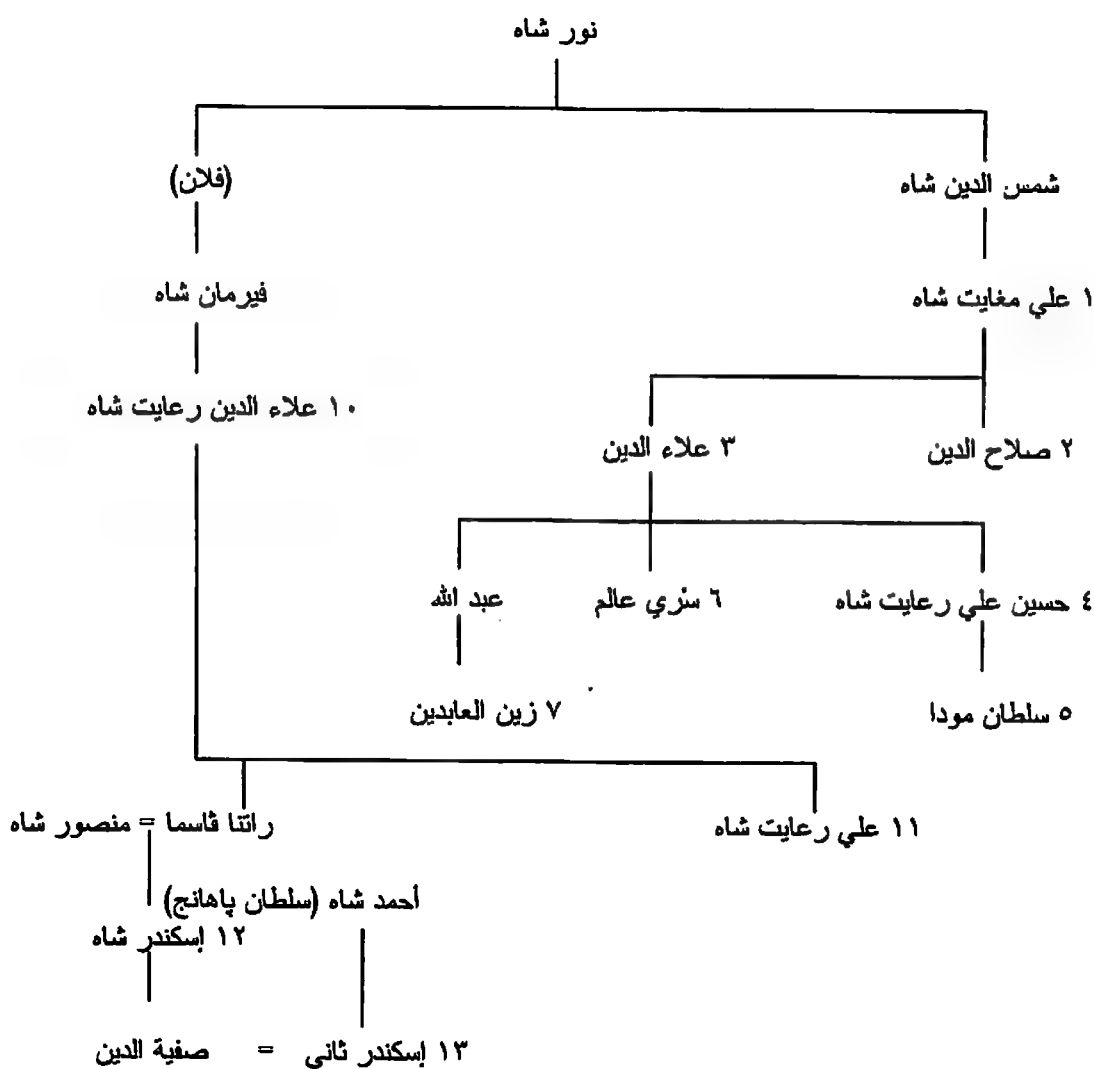 نور شاه
شمس الدين شاه
(فلان)
١ علي مغايت شاه
فيرمان شاه
١٠ علاء الدين رعايت شاه
٢ صلاح الدين
٣ علاء الدين
٤ حسين علي رعايت شاه
٦ سري عالم
عبد الله
٥ سلطان مودا
٧ زين العابدين
١١ علي رعايت شاه
راتنا ڤاسما = منصور شاه
أحمد شاه (سلطان پاهانج)
١٢ إسكندر شاه
١٣ إسكندر ثاني = صفية الدين